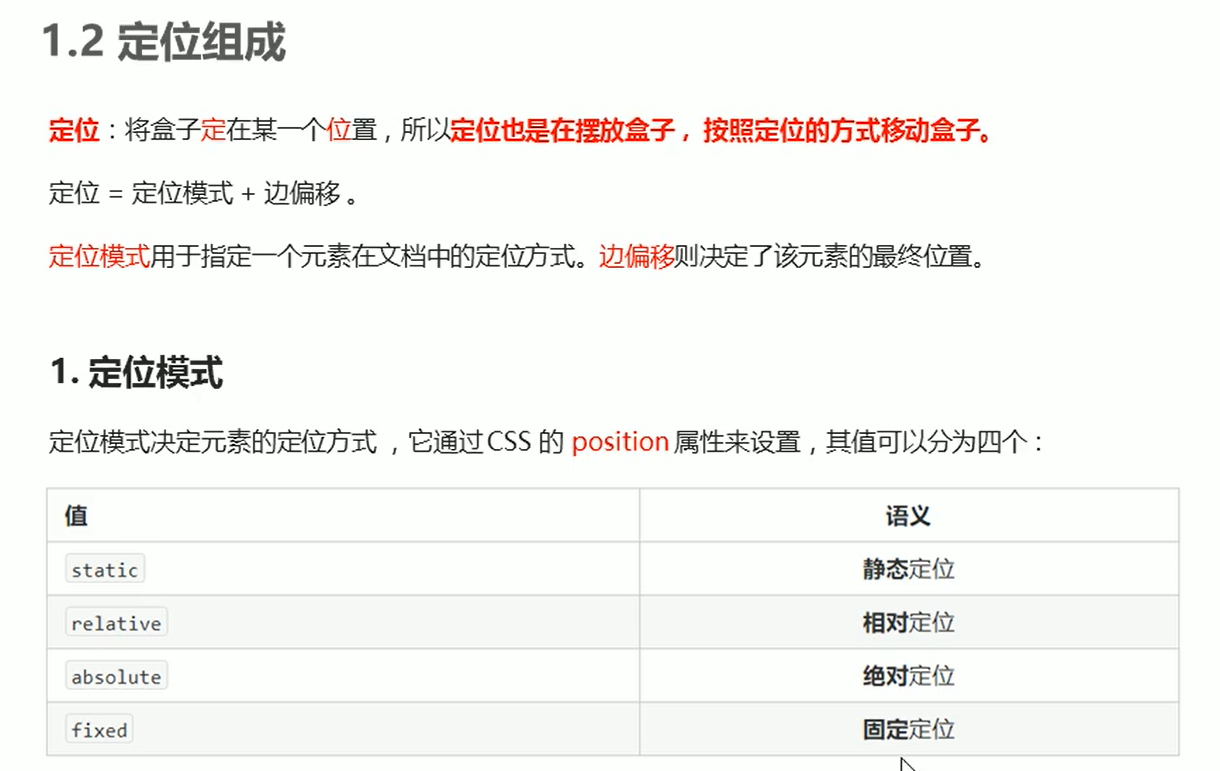 1.2 定位组成
定位：将盒子定在某一个位置，所以定位也是在摆放盒子， 按照定位的方式移动盒子。
定位 = 定位模式 + 边偏移 。
定位模式用于指定一个元素在文档中的定位方式。边偏移则决定了该元素的最终位置。
1. 定位模式
定位模式决定元素的定位方式 ，它通过CSS 的 position 属性来设置，其值可以分为四个：
值 语义
static 静态定位
relative 相对定位
absolute 绝对定位
fixed 固定定位